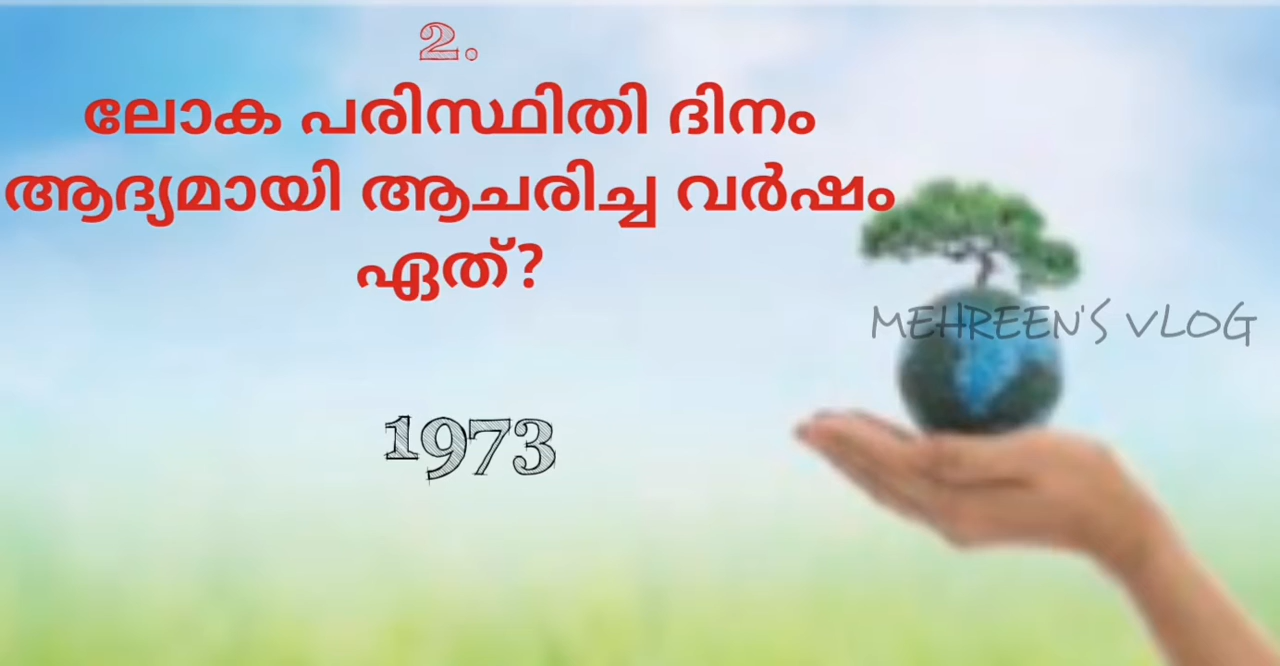 2.
ലോക പരിസ്ഥിതി ദിനം
ആദ്യമായി ആചരിച്ച വർഷം
ഏത്?
MEHREEN'S VLOG
1973